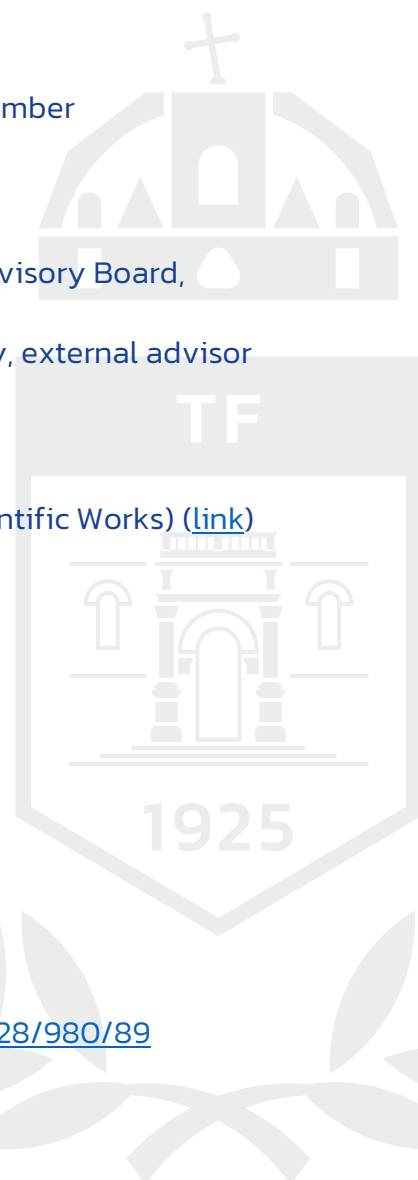 mber
visory Board,
y, external advisor
TF
ntific Works) (link)
1925
28/980/89